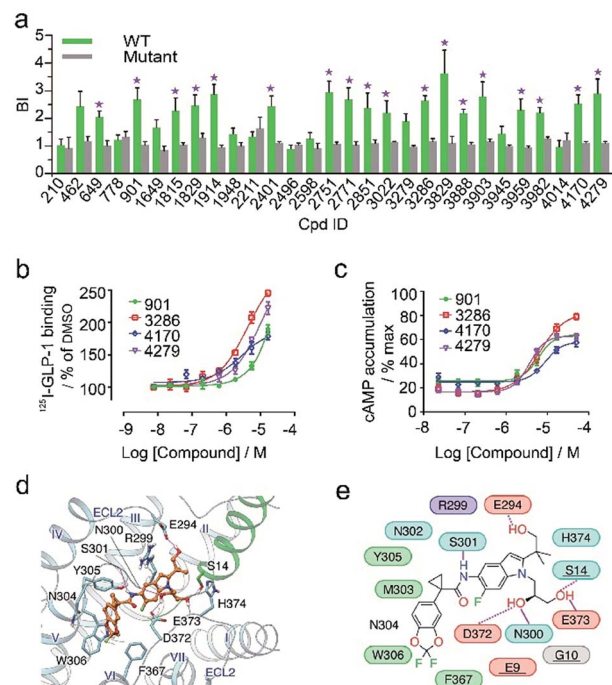 a
WT
Mutant
BI
5
4
3
2
1
0
210 462 649 778 901 1649 1815 1829 1914 1948 2211 2401 2496 2598 2751 2771 2851 3022 3279 3286 3829 3888 3903 3945 3959 3982 4014 4170 4279
Cpd ID
b
¹²⁵I-GLP-1 binding
/ % of DMSO
250
200
150
100
901
3286
4170
4279
-9 -8 -7 -6 -5 -4
Log [Compound] / M
c
cAMP accumulation
/ % max
100
80
60
40
20
0
901
3286
4170
4279
-8 -7 -6 -5 -4
Log [Compound] / M
d
ECL2 III E294
N300
IV R299 II
S301
Y305 S14
N304 H374
E373
V D372
I
W306
F367 VII
VI ECL2
e
R299 E294
N302 HO
S301 H374
Y305
H
N N S14
M303 O F
HO OH
N304 O D372 N300 E373
O
W306 F F G10
E9
F367